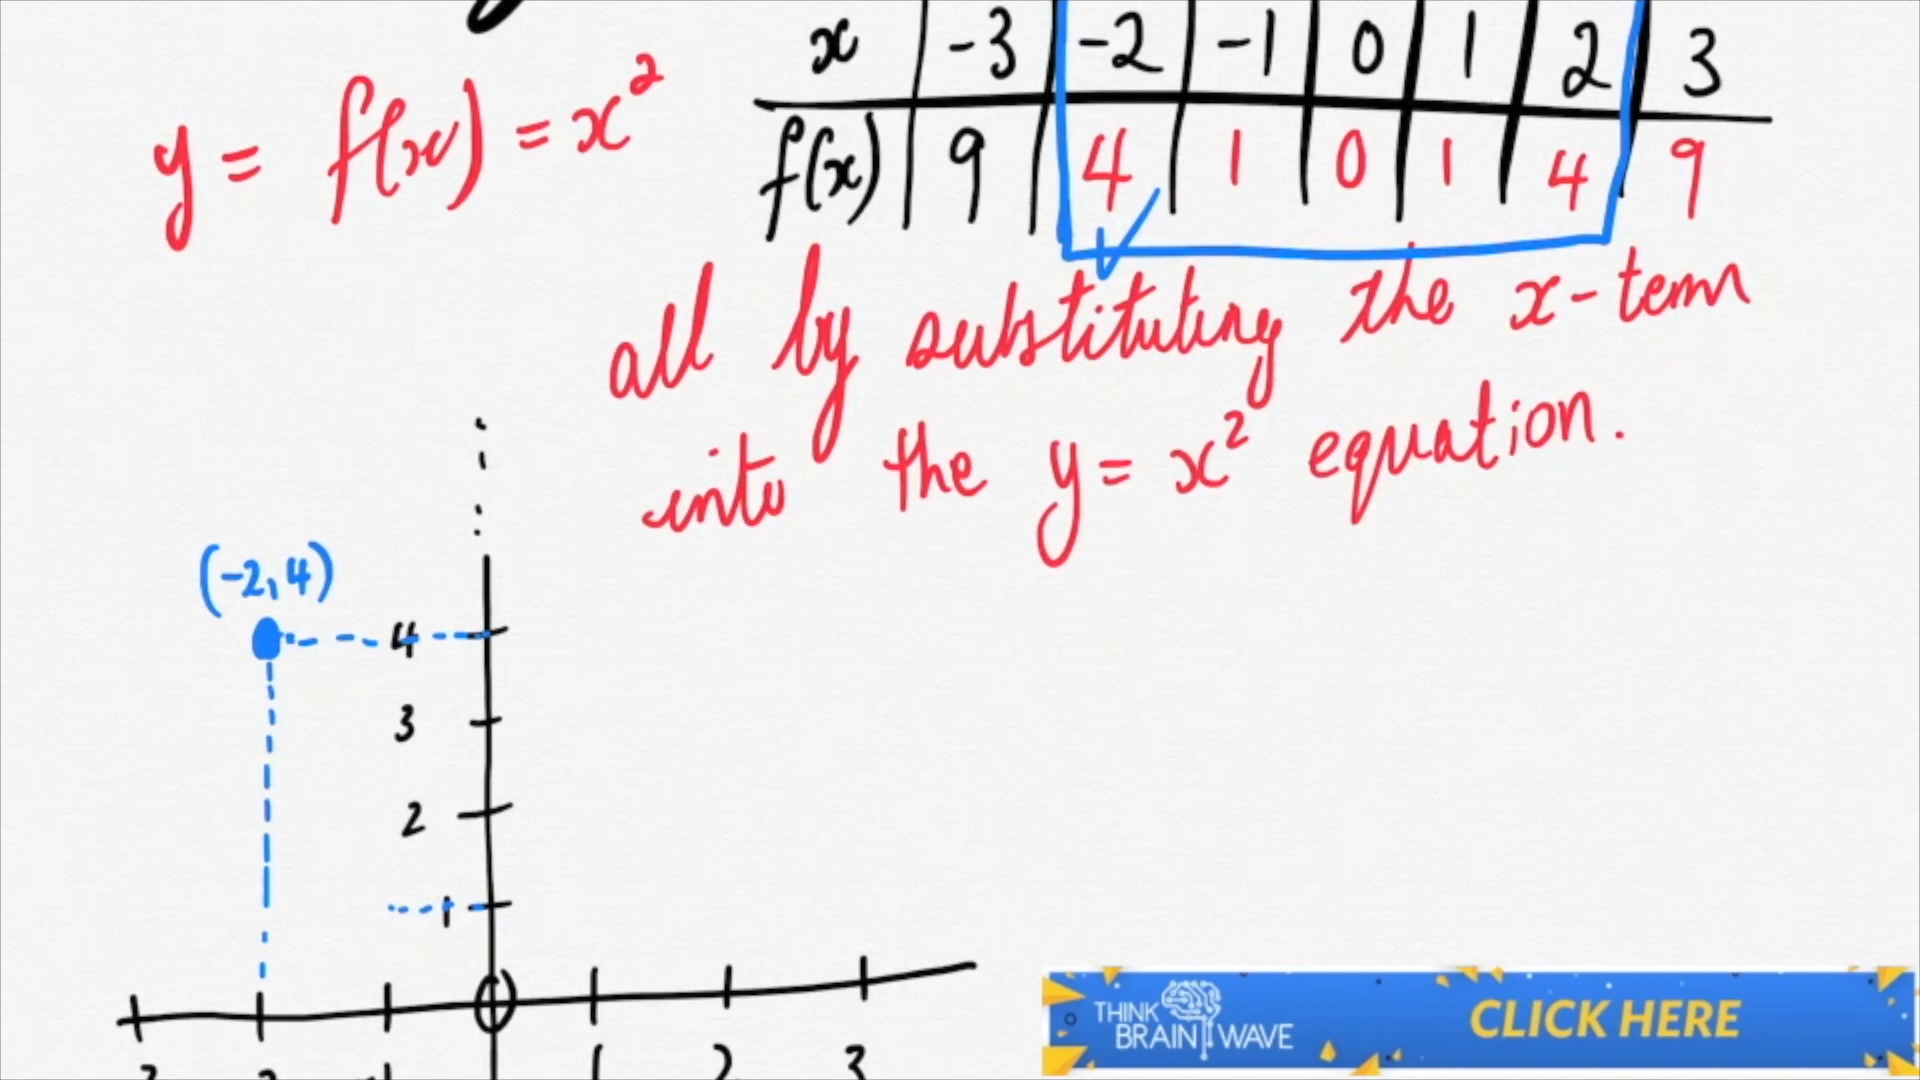 x -3 -2 -1 0 1 2 3
y = f(x) = x²
f(x) 9 4 1 0 1 4 9
all by substituting the x-term
into the y = x² equation.
(-2,4)
4
3
2
1
0
1 2 3
THINK
BRAIN WAVE
CLICK HERE